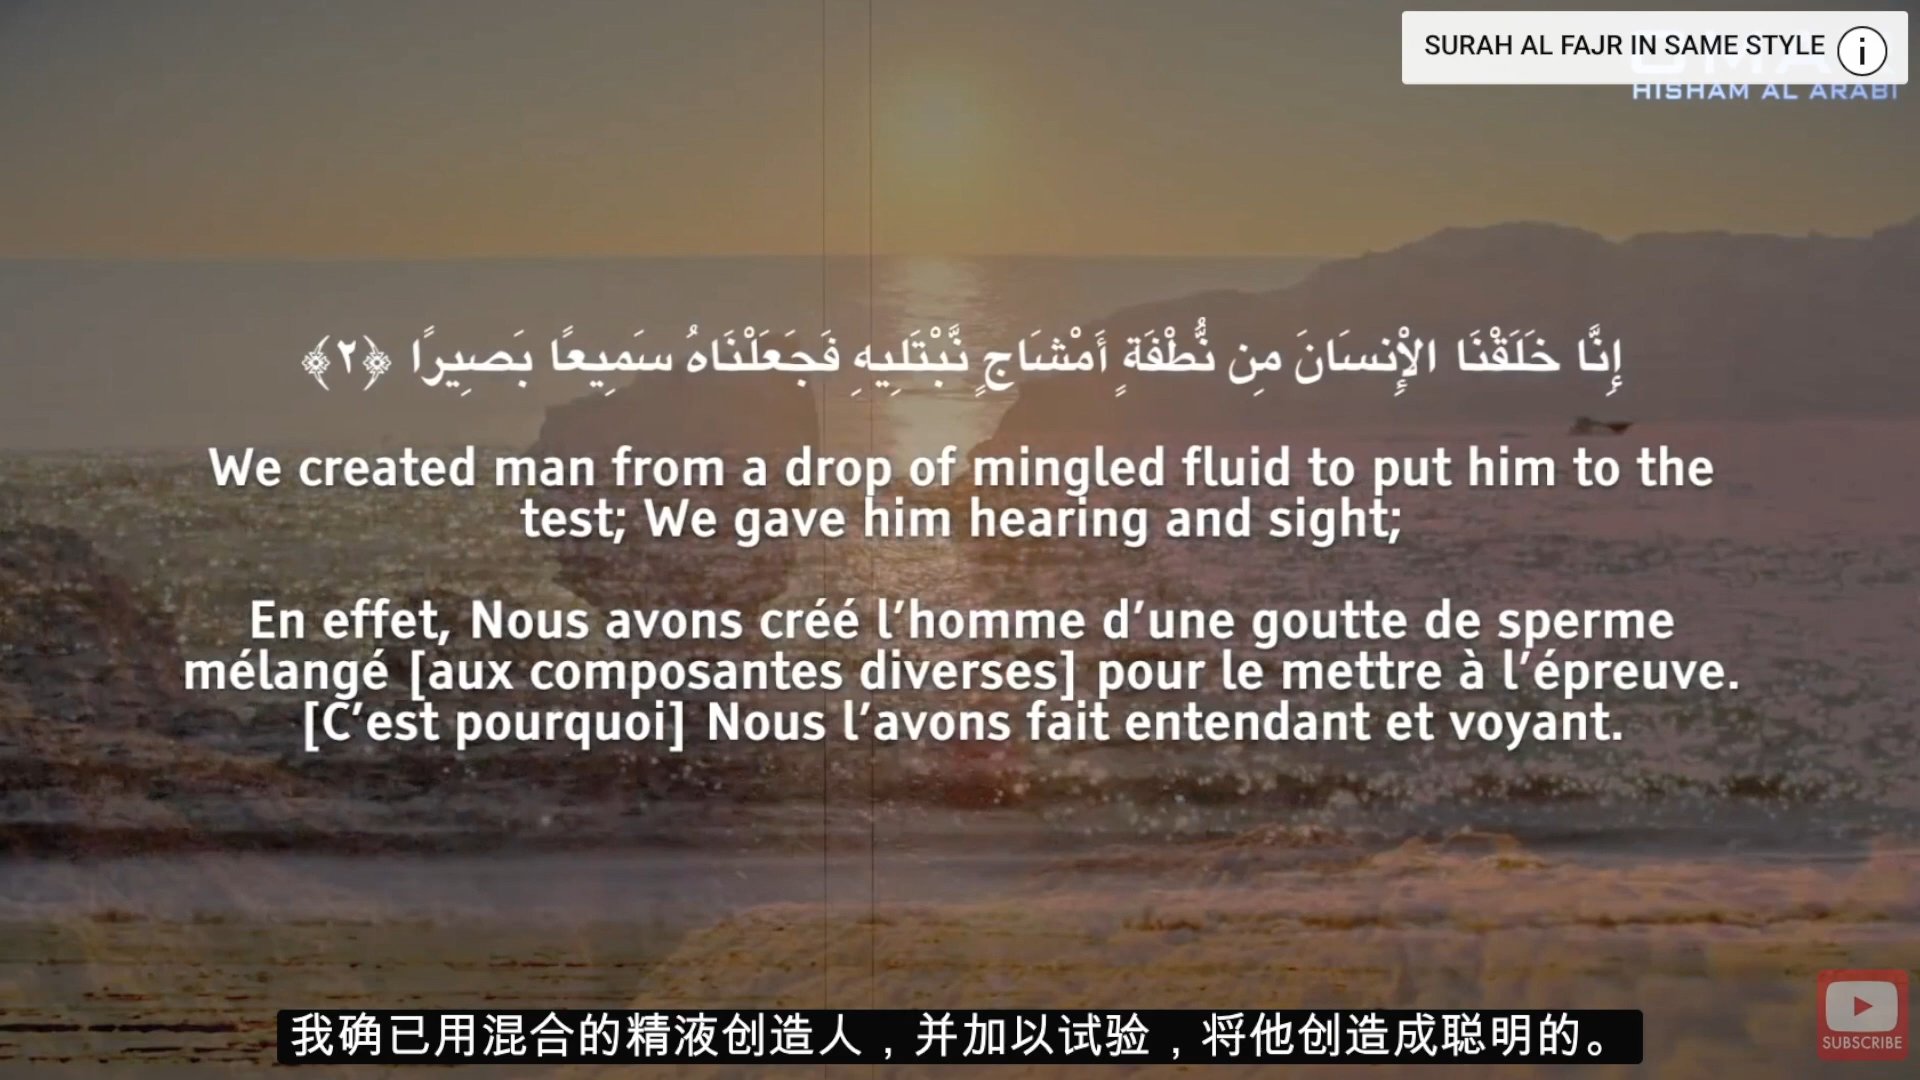 SURAH AL FAJR IN SAME STYLE
HISHAM AL ARABI
إِنَّا خَلَقْنَا الْإِنسَانَ مِن نُّطْفَةٍ أَمْشَاجٍ نَّبْتَلِيهِ فَجَعَلْنَاهُ سَمِيعًا بَصِيرًا ﴿٢﴾
We created man from a drop of mingled fluid to put him to the
test; We gave him hearing and sight;
En effet, Nous avons créé l’homme d’une goutte de sperme
mélangé [aux composantes diverses] pour le mettre à l’épreuve.
[C’est pourquoi] Nous l’avons fait entendant et voyant.
我确已用混合的精液创造人，并加以试验，将他创造成聪明的。
SUBSCRIBE